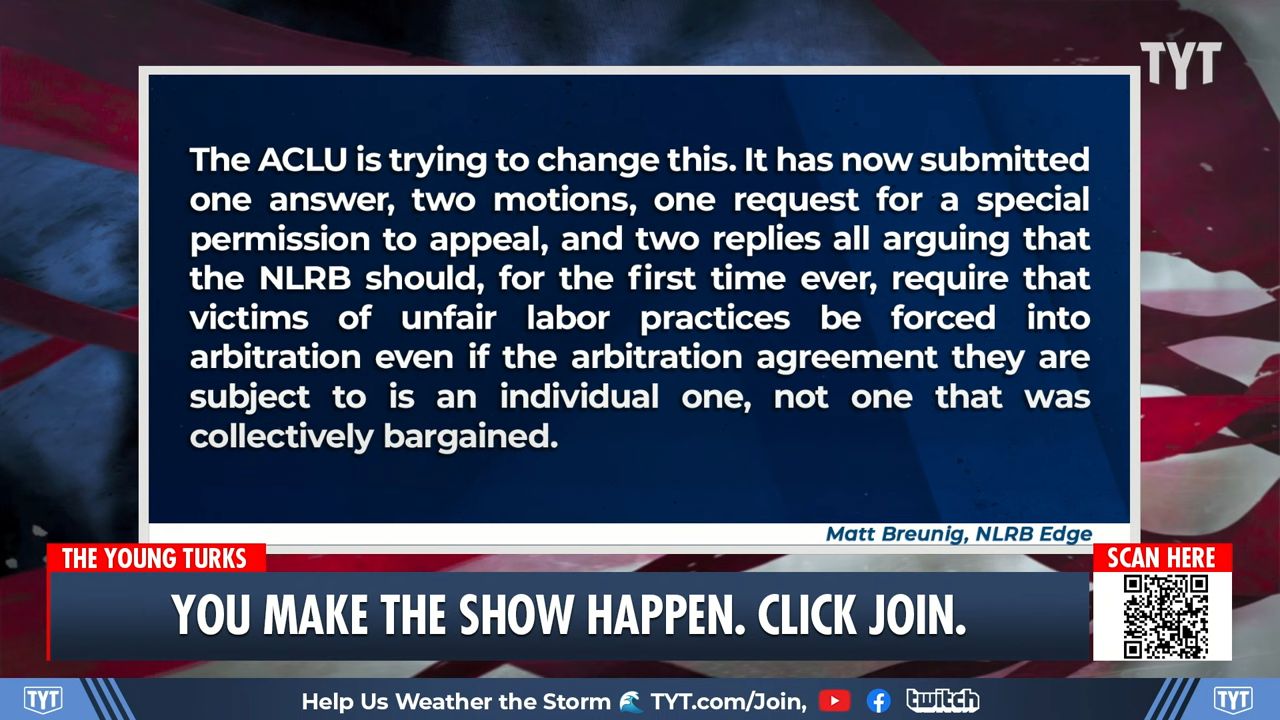 TYT
The ACLU is trying to change this. It has now submitted
one answer, two motions, one request for a special
permission to appeal, and two replies all arguing that
the NLRB should, for the first time ever, require that
victims of unfair labor practices be forced into
arbitration even if the arbitration agreement they are
subject to is an individual one, not one that was
collectively bargained.
Matt Breunig, NLRB Edge
THE YOUNG TURKS
SCAN HERE
YOU MAKE THE SHOW HAPPEN. CLICK JOIN.
TYT
Help Us Weather the Storm 🌊 TYT.com/Join,
twitch
TYT